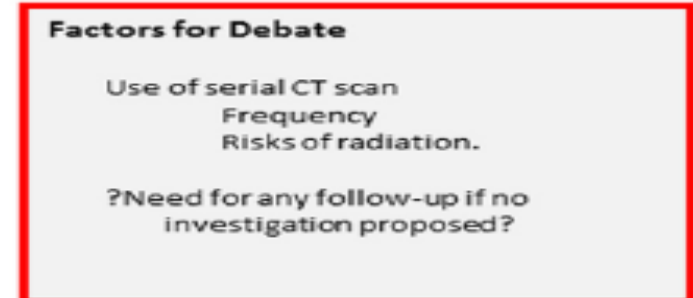 Factors for Debate
Use of serial CT scan
Frequency
Risks of radiation.
?Need for any follow-up if no
investigation proposed?